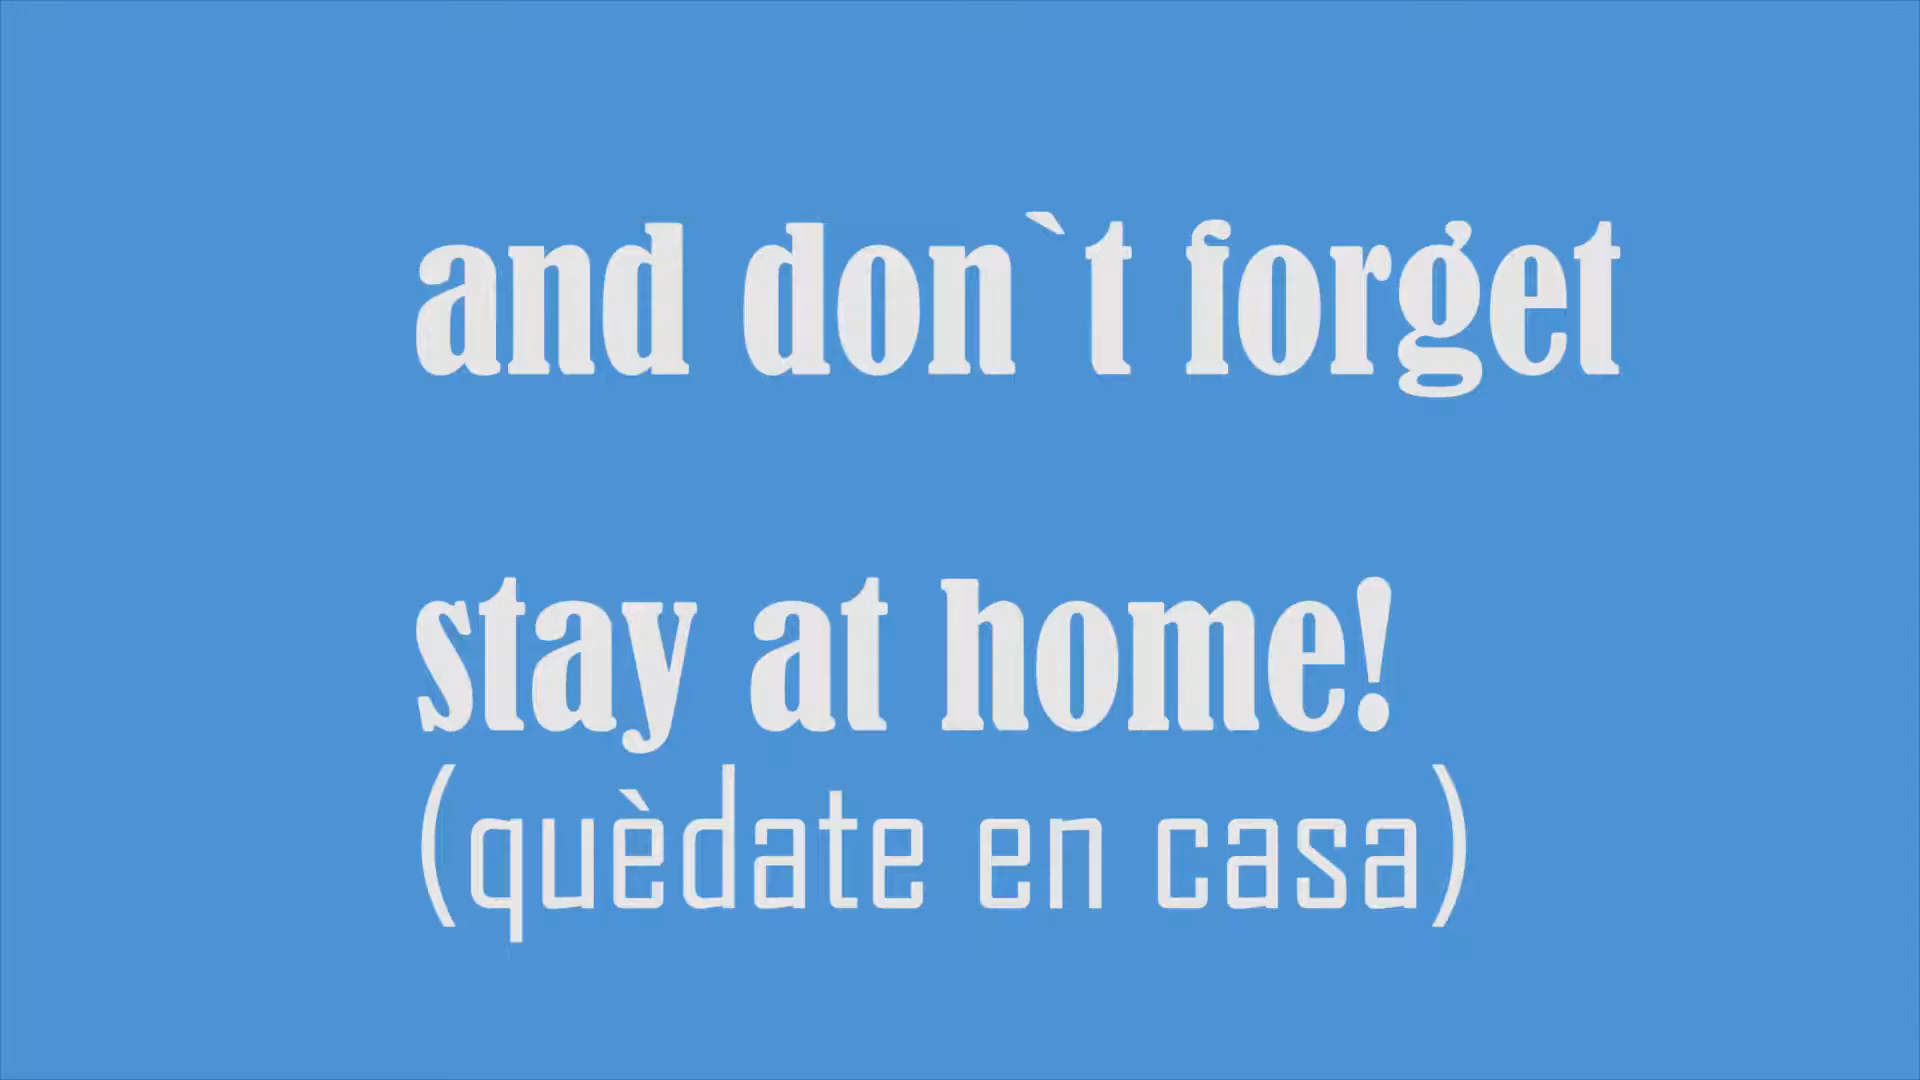 and don`t forget
stay at home!
(quèdate en casa)